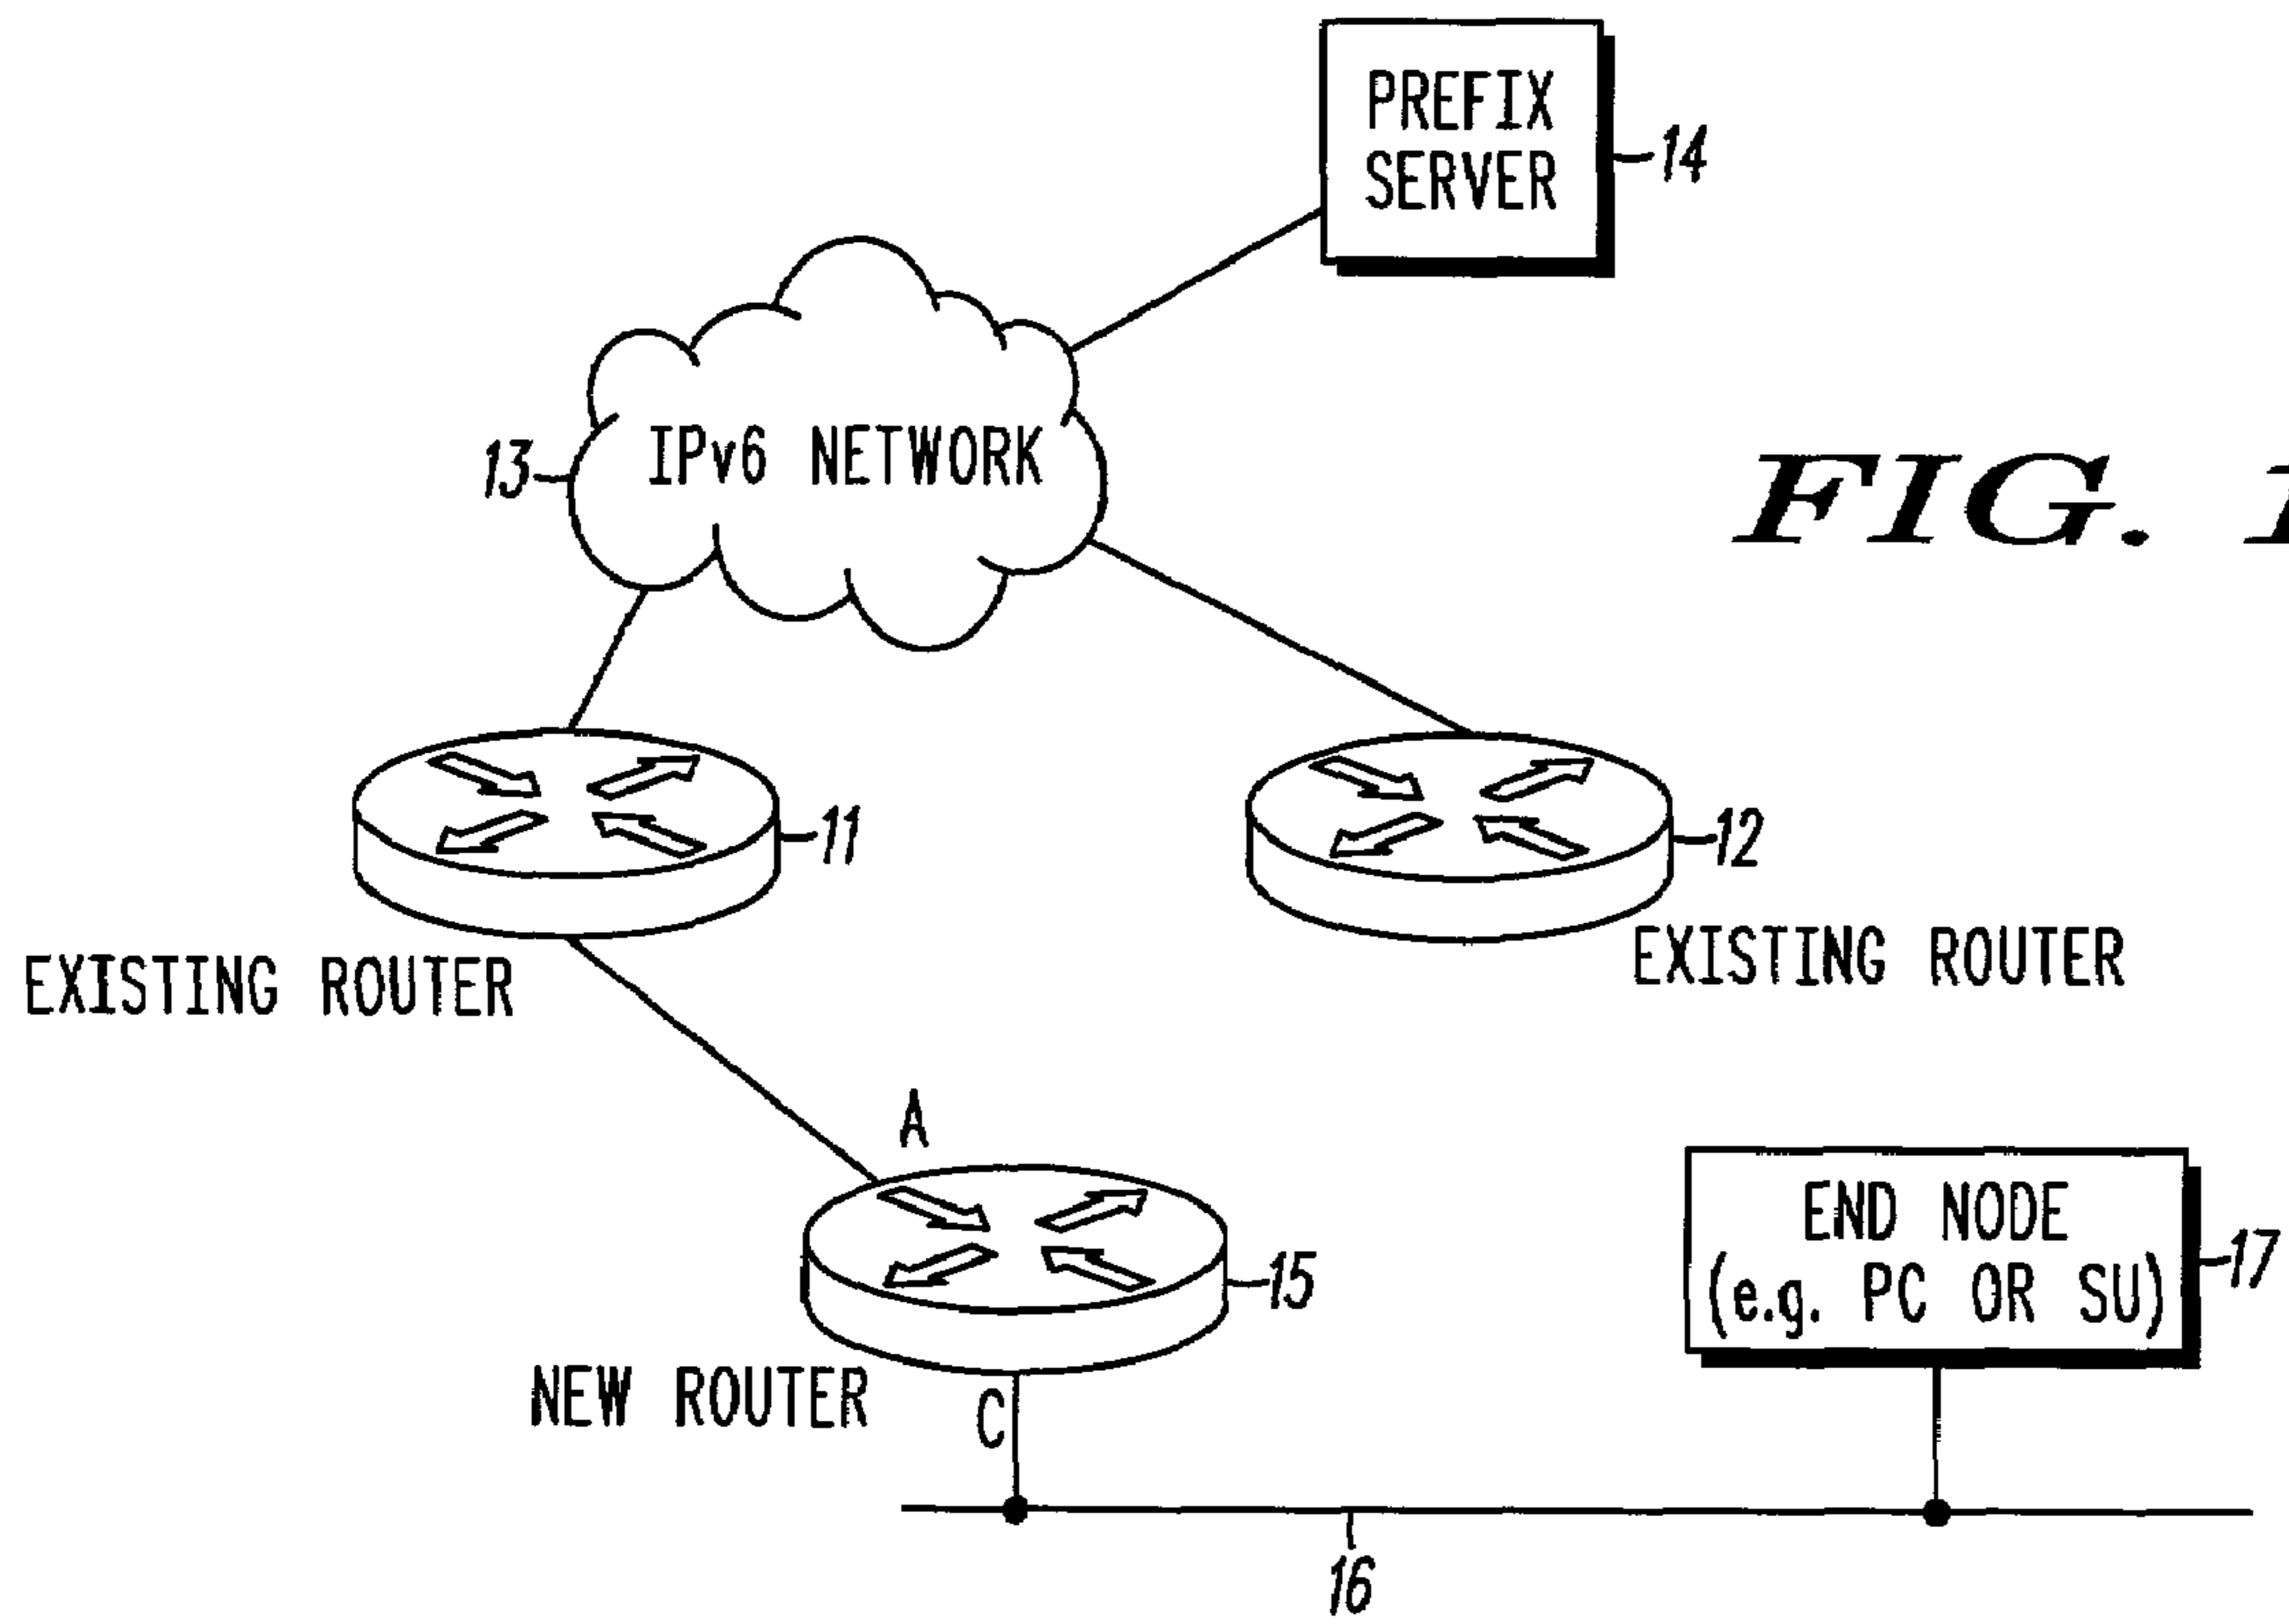 PREFIX
SERVER
14
IPv6 NETWORK
13
FIG. 1
11
12
EXISTING ROUTER
EXISTING ROUTER
A
15
NEW ROUTER
C
END NODE
(e.g. PC OR SU)
17
16